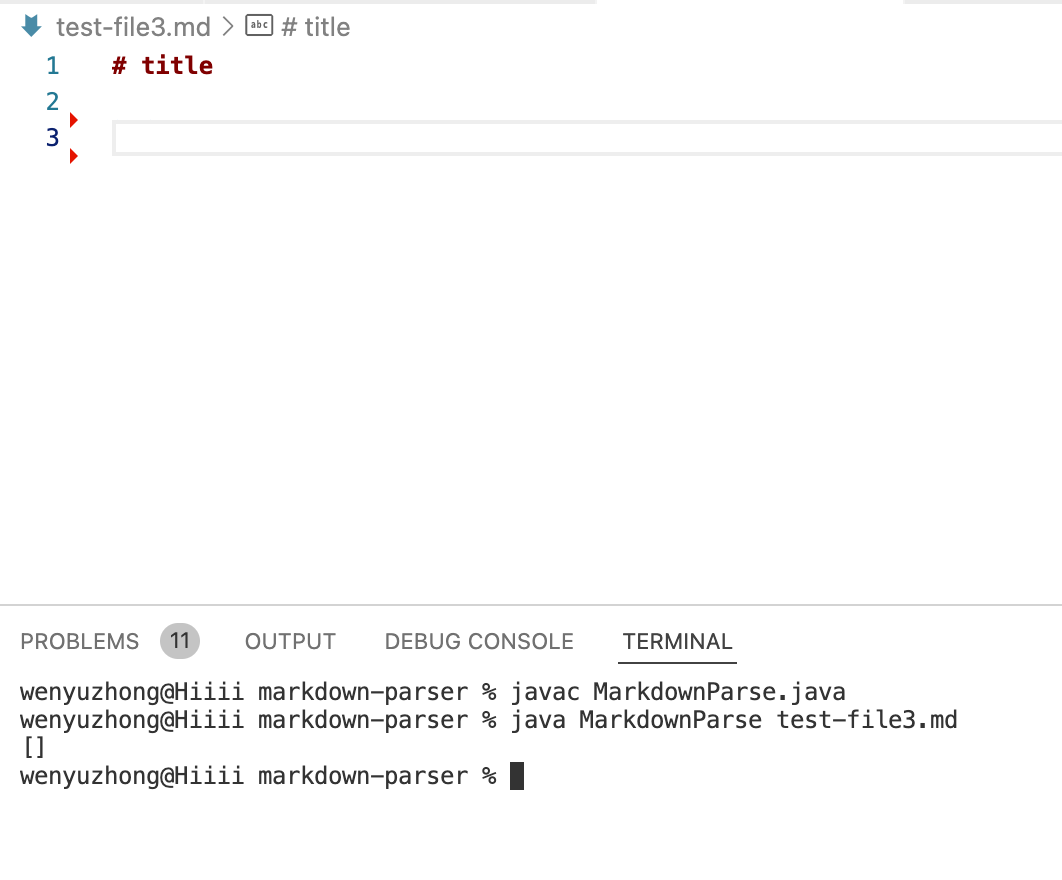 test-file3.md > abc # title
1 # title
2
3
PROBLEMS 11 OUTPUT DEBUG CONSOLE TERMINAL
wenyuzhong@Hiiii markdown-parser % javac MarkdownParse.java
wenyuzhong@Hiiii markdown-parser % java MarkdownParse test-file3.md
[]
wenyuzhong@Hiiii markdown-parser %